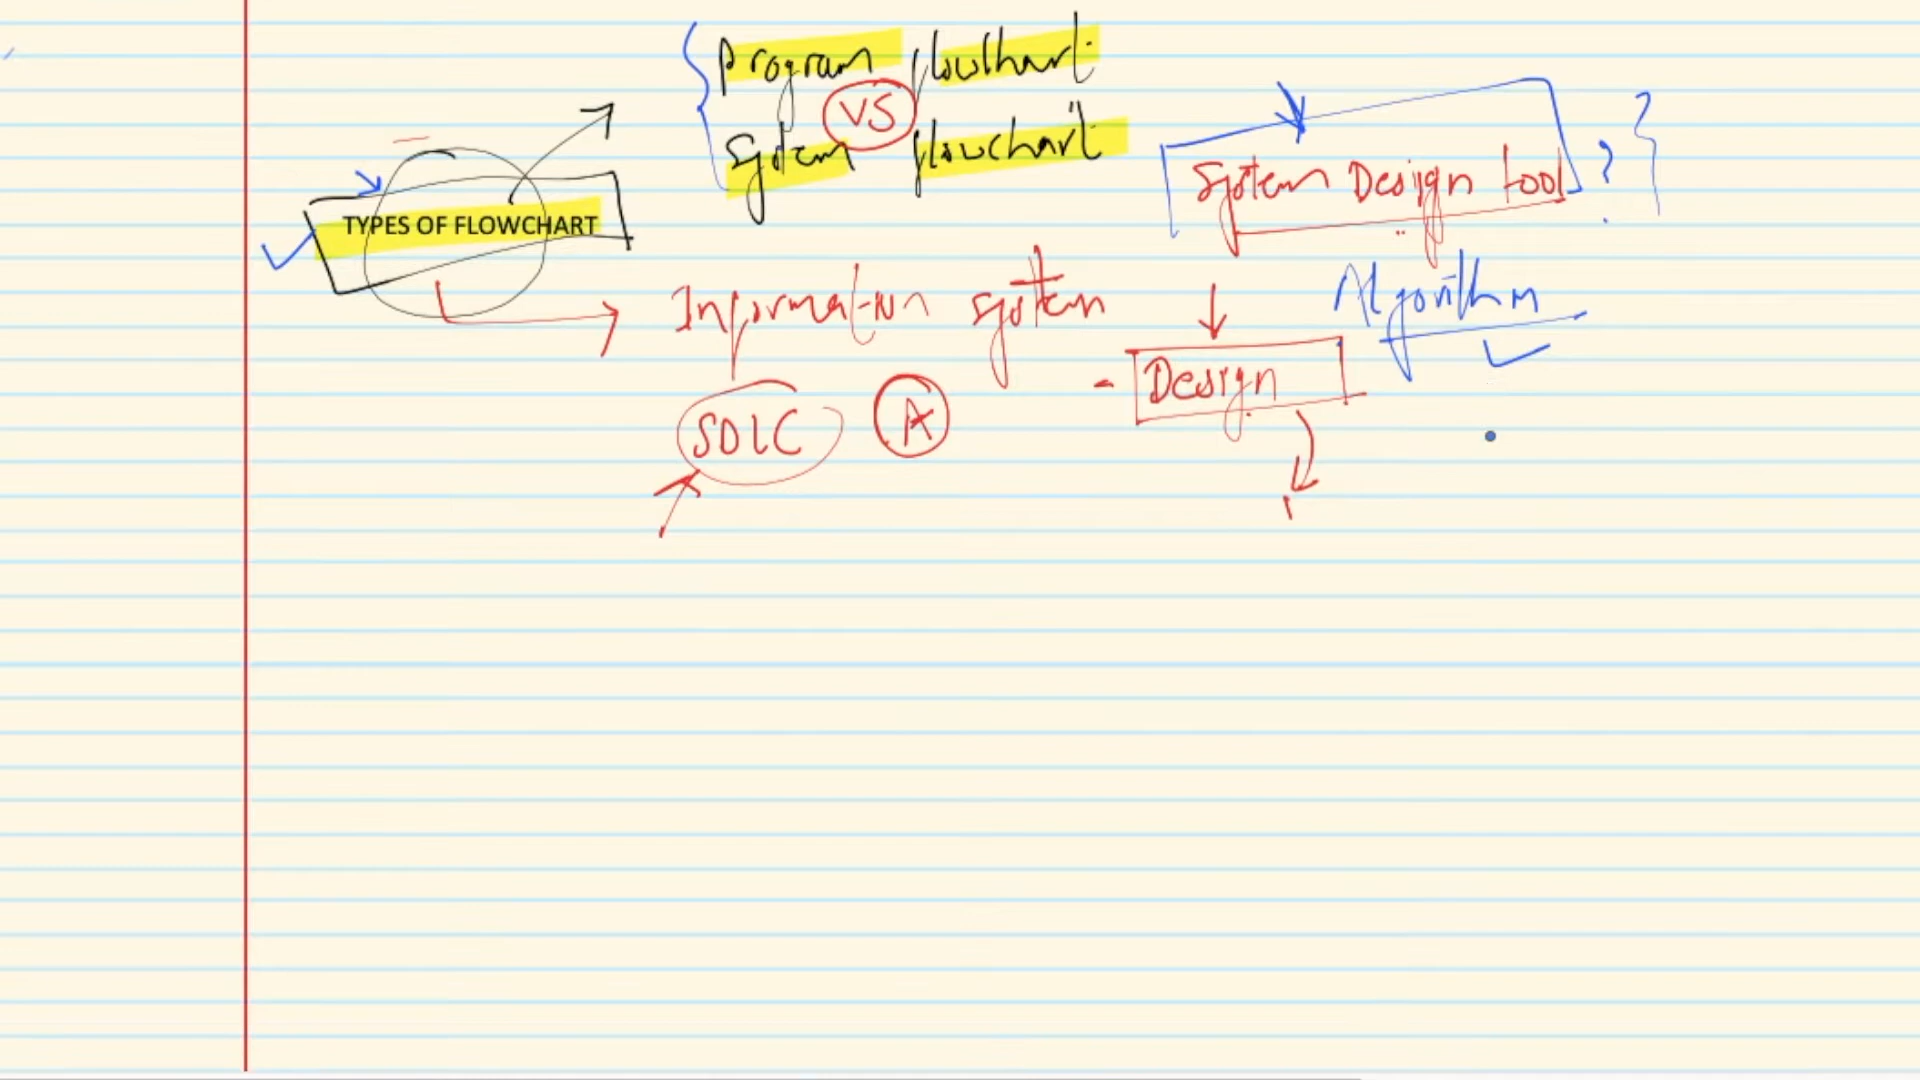 Program flowchart
VS
System flowchart
System Design tool ?
TYPES OF FLOWCHART
Information system
Algorithm
Design
SDLC A